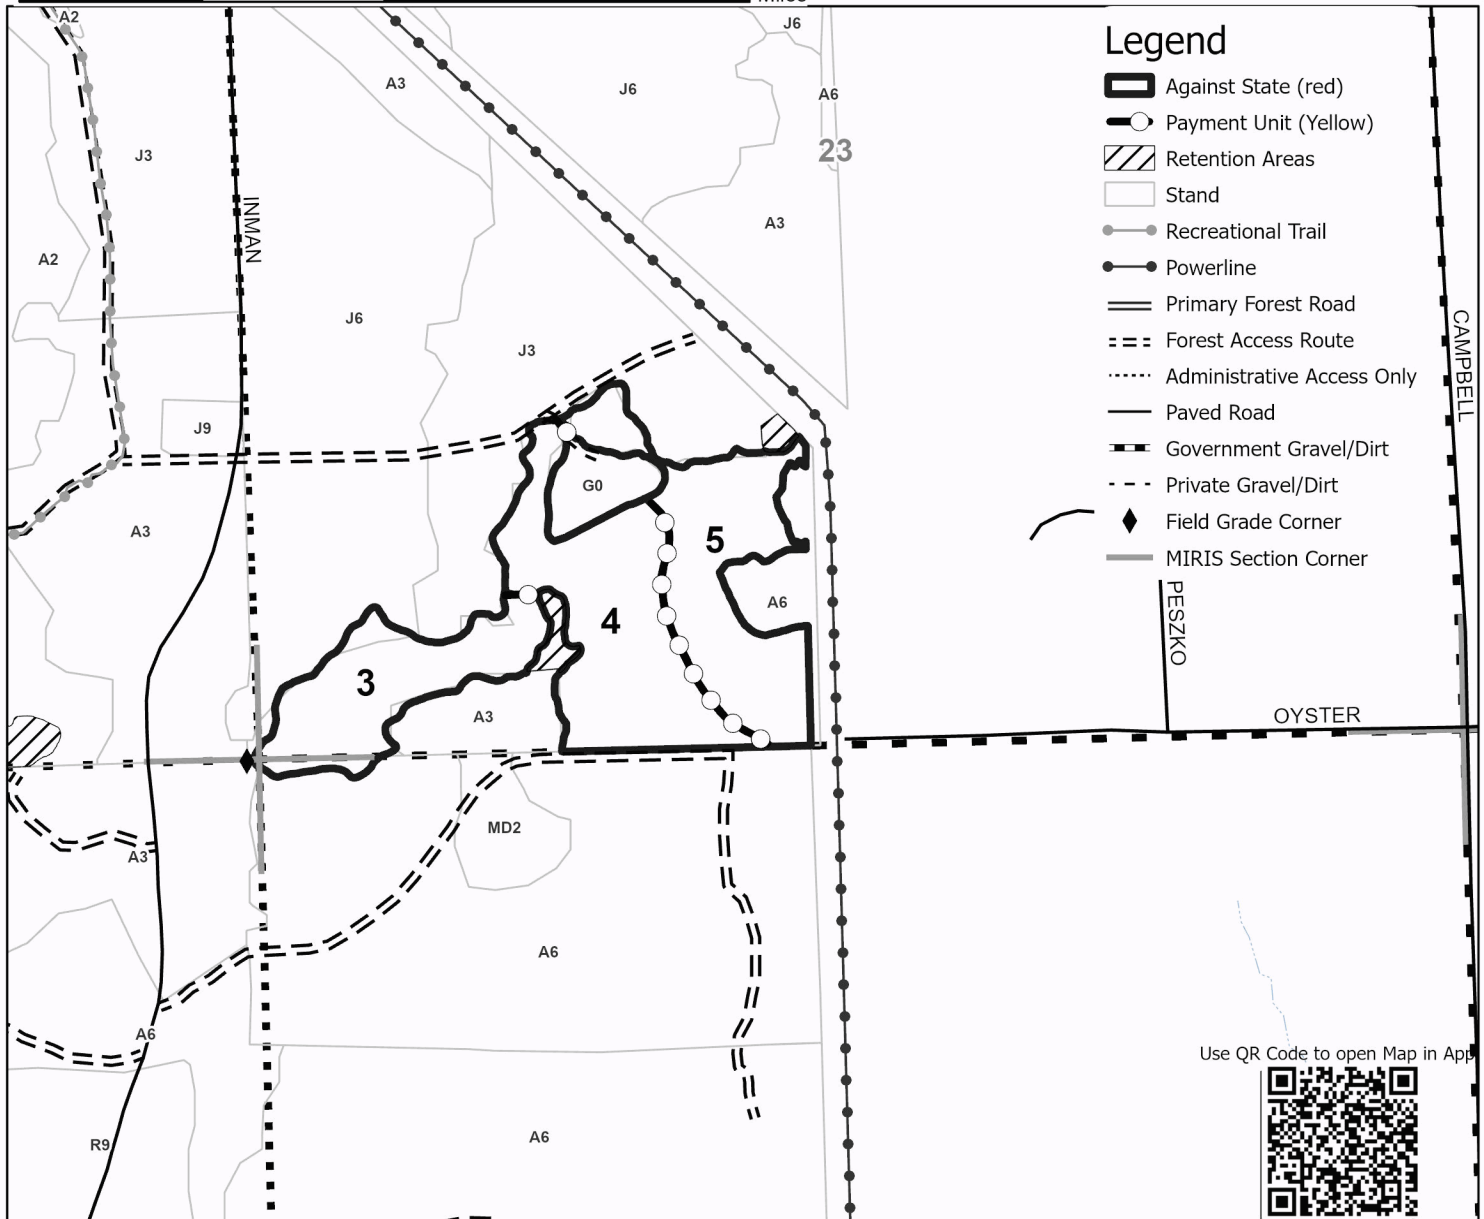 A2
J6
Legend
A3
J6
A6
Against State (red)
Payment Unit (Yellow)
J3
23
Retention Areas
Stand
INMAN
A3
Recreational Trail
A2
Powerline
Primary Forest Road
J6
Forest Access Route
J3
CAMPBELL
Administrative Access Only
Paved Road
J9
Government Gravel/Dirt
G0
Private Gravel/Dirt
A3
5
Field Grade Corner
MIRIS Section Corner
A6
4
PESZKO
3
A3
OYSTER
MD2
A3
A6
A6
Use QR Code to open Map in App
R9
A6